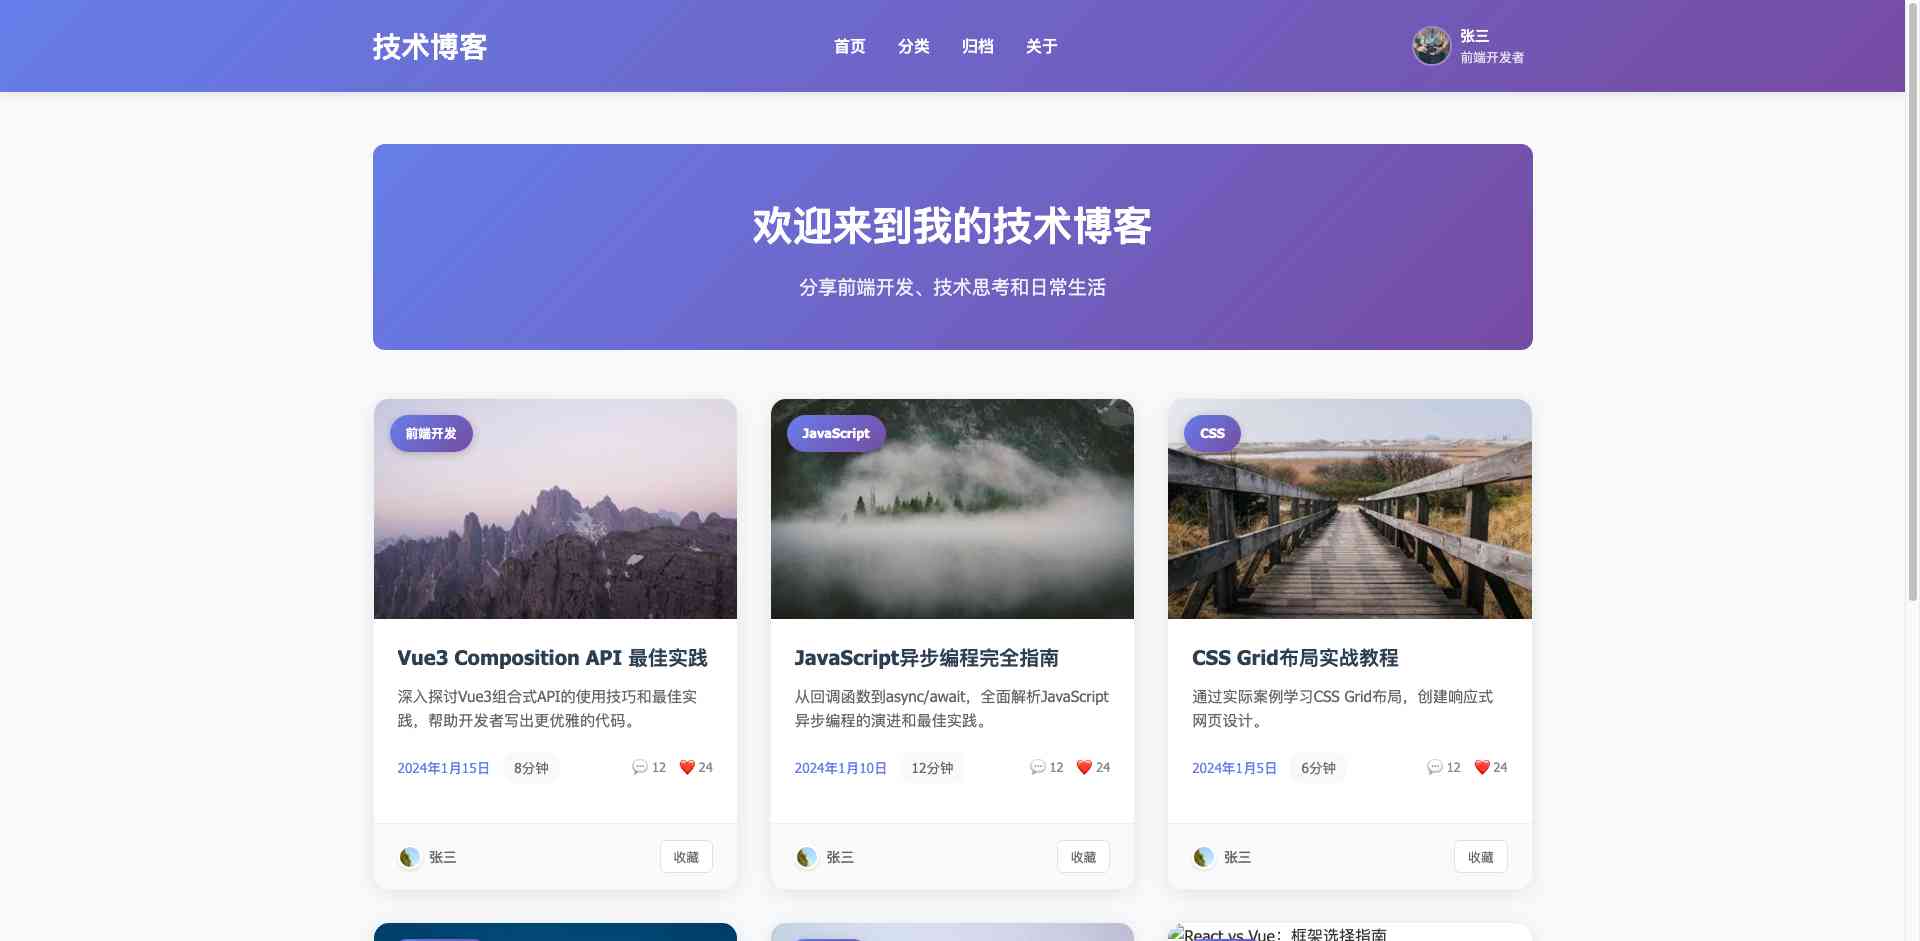 技术博客
首页
分类
归档
关于
张三
前端开发者
欢迎来到我的技术博客
分享前端开发、技术思考和日常生活
前端开发
Vue3 Composition API 最佳实践
深入探讨Vue3组合式API的使用技巧和最佳实
践，帮助开发者写出更优雅的代码。
2024年1月15日
8分钟
12
24
张三
收藏
JavaScript
JavaScript异步编程完全指南
从回调函数到async/await，全面解析JavaScript
异步编程的演进和最佳实践。
2024年1月10日
12分钟
12
24
张三
收藏
CSS
CSS Grid布局实战教程
通过实际案例学习CSS Grid布局，创建响应式
网页设计。
2024年1月5日
6分钟
12
24
张三
收藏
React vs Vue：框架选择指南